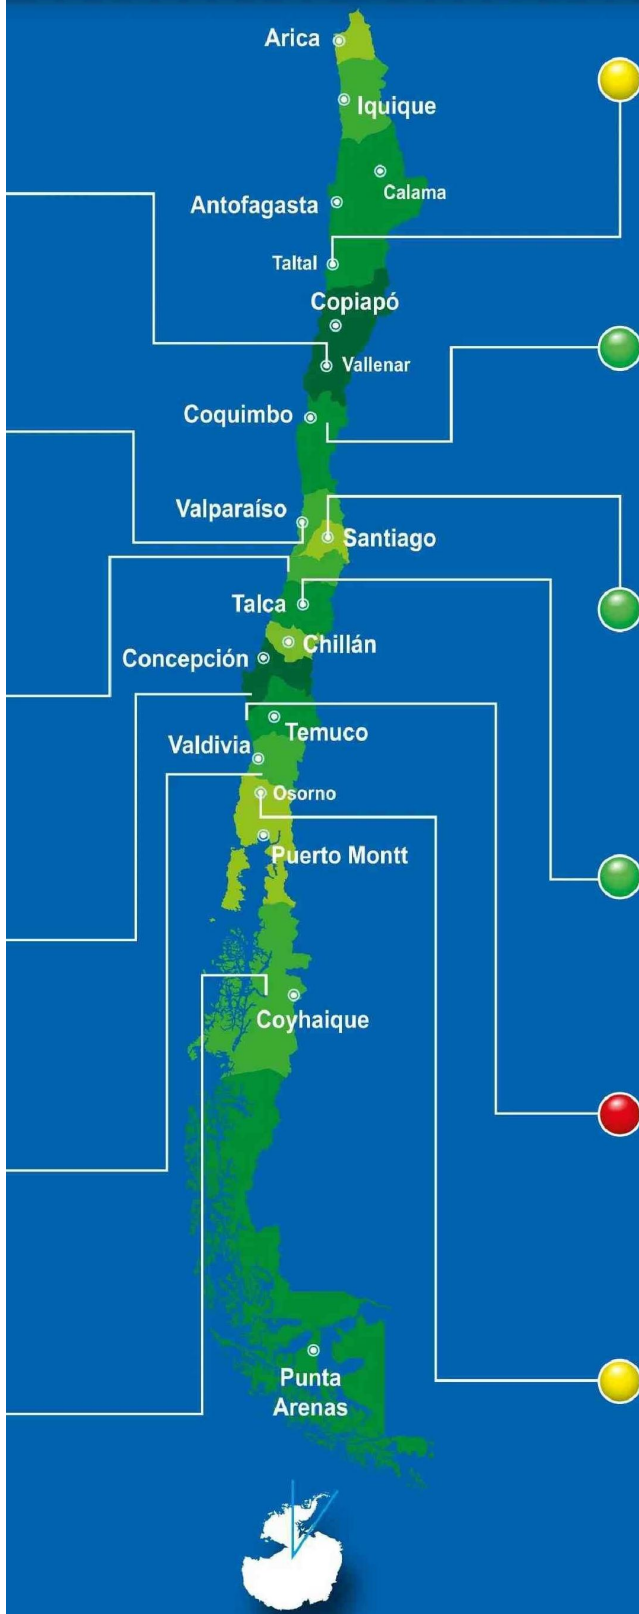 Arica
Iquique
Calama
Antofagasta
Taltal
Copiapó
Vallenar
Coquimbo
Valparaíso
Santiago
Talca
Chillán
Concepción
Temuco
Valdivia
Osorno
Puerto Montt
Coyhaique
Punta
Arenas